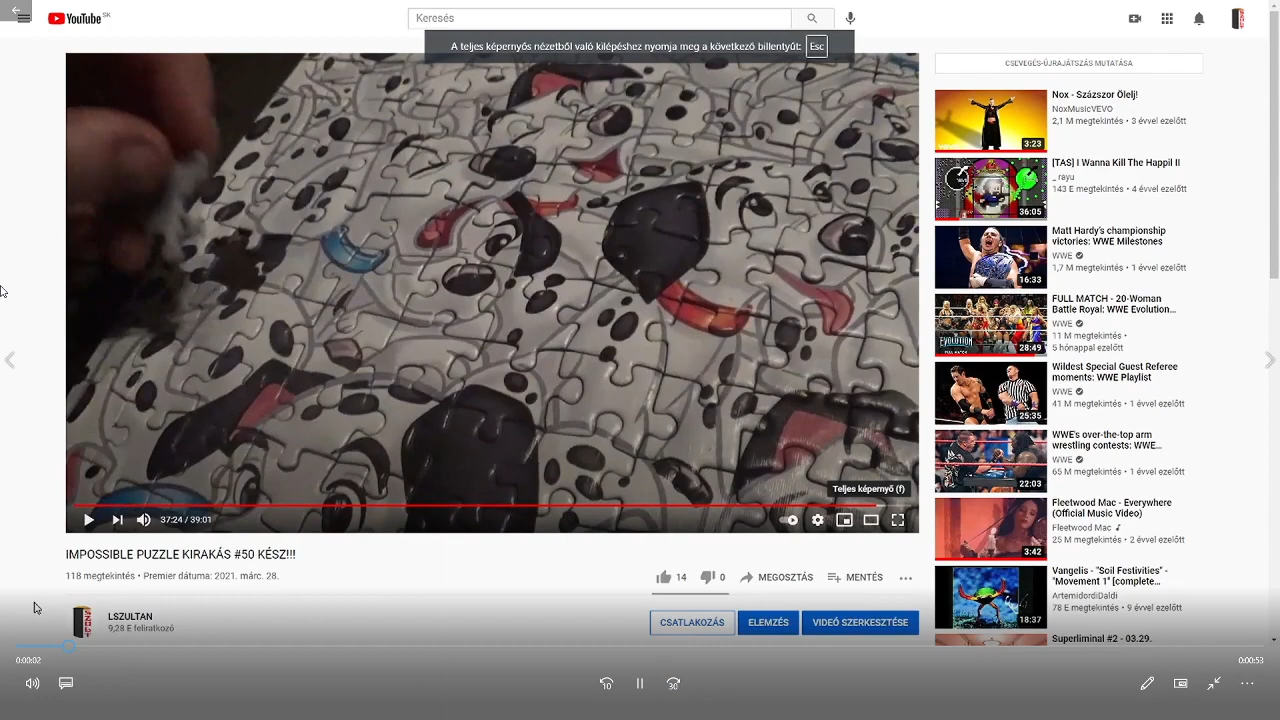 YouTube SK
Keresés
A teljes képernyős nézetből való kilépéshez nyomja meg a következő billentyűt: Esc
CSEVEGÉS-ÚJRAJÁTSZÁS MUTATÁSA
Nox - Százszor Ölelj!
NoxMusicVEVO
2,1 M megtekintés • 3 évvel ezelőtt
3:23
[TAS] I Wanna Kill The Happil II
_ rayu
143 E megtekintés • 4 évvel ezelőtt
36:05
Matt Hardy's championship
victories: WWE Milestones
WWE
1,7 M megtekintés • 1 évvel ezelőtt
16:33
FULL MATCH - 20-Woman
Battle Royal: WWE Evolution...
WWE
11 M megtekintés •
5 hónappal ezelőtt
EVOLUTION
28:49
Wildest Special Guest Referee
moments: WWE Playlist
WWE
41 M megtekintés • 1 évvel ezelőtt
25:35
WWE's over-the-top arm
wrestling contests: WWE...
WWE
65 M megtekintés • 1 évvel ezelőtt
22:03
Fleetwood Mac - Everywhere
(Official Music Video)
Fleetwood Mac
25 M megtekintés • 2 évvel ezelőtt
3:42
Vangelis - "Soil Festivities" -
"Movement 1" [complete...
ArtemidoriDaldi
78 E megtekintés • 9 évvel ezelőtt
18:37
Superliminal #2 - 03.29.
Teljes képernyő (f)
37:24 / 39:01
IMPOSSIBLE PUZZLE KIRAKÁS #50 KÉSZ!!!
118 megtekintés • Premier dátuma: 2021. márc. 28.
14
0
MEGOSZTÁS
MENTÉS
LSZULTAN
9,28 E feliratkozó
CSATLAKOZÁS
ELEMZÉS
VIDEÓ SZERKESZTÉSE
0:00:02
0:00:53
10
30